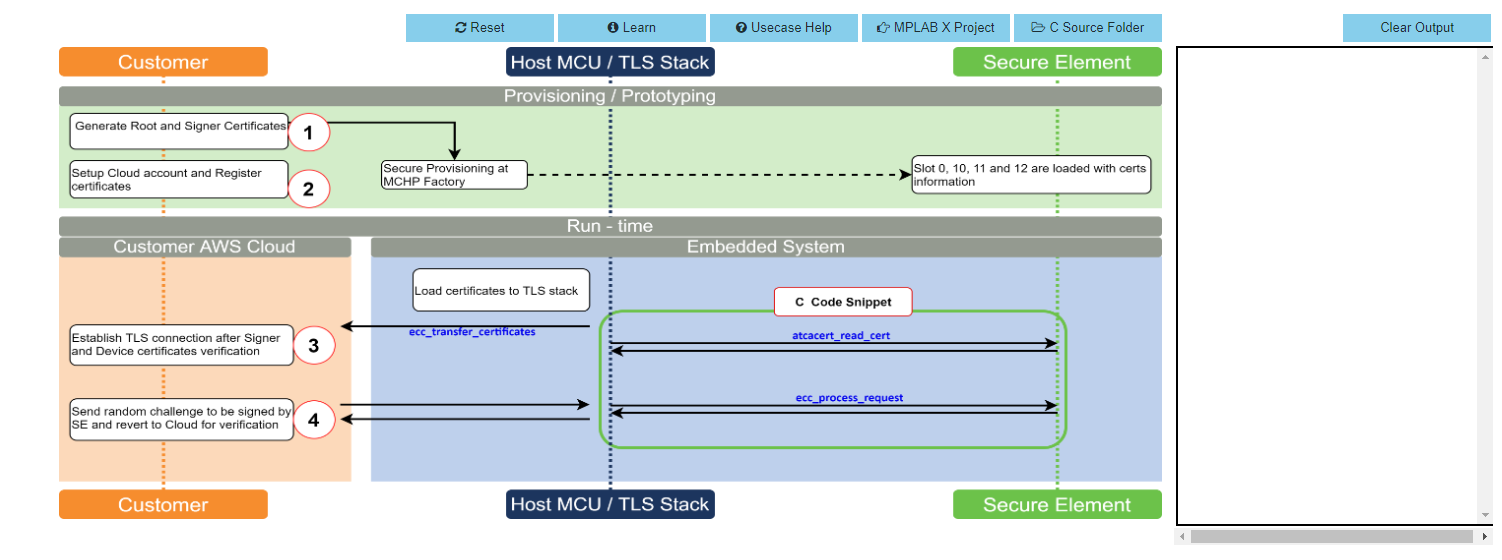 Reset
Learn
Usecase Help
MPLAB X Project
C Source Folder
Clear Output
Customer
Host MCU / TLS Stack
Secure Element
Provisioning / Prototyping
Generate Root and Signer Certificates
1
Setup Cloud account and Register
certificates
2
Secure Provisioning at
MCHP Factory
Slot 0, 10, 11 and 12 are loaded with certs
information
Run - time
Customer AWS Cloud
Embedded System
Load certificates to TLS stack
C Code Snippet
ecc_transfer_certificates
Establish TLS connection after Signer
and Device certificates verification
3
atcacert_read_cert
Send random challenge to be signed by
SE and revert to Cloud for verification
4
ecc_process_request
Customer
Host MCU / TLS Stack
Secure Element